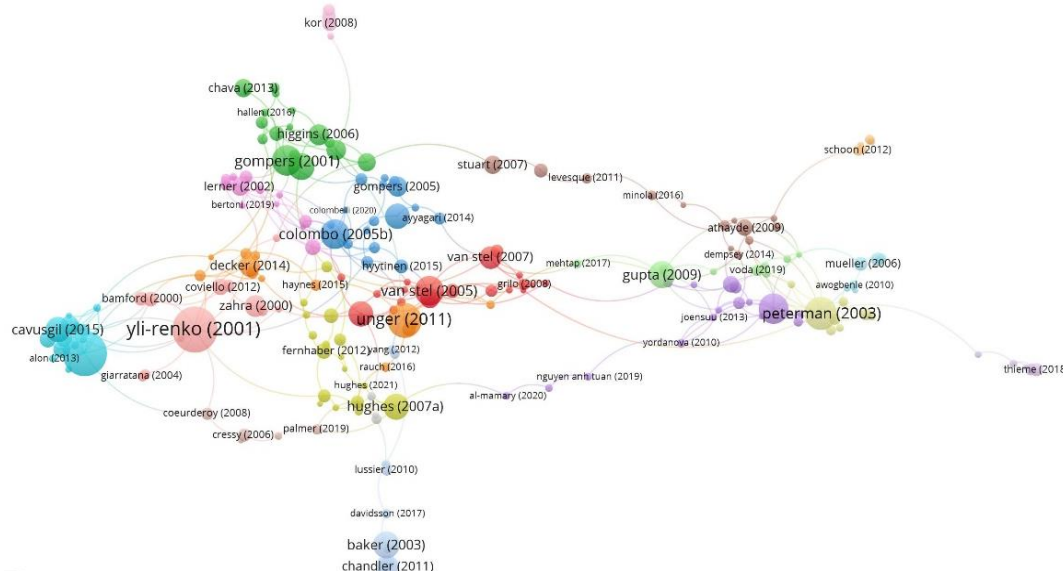 kor (2008)
chava (2013)
hallen (2016)
higgins (2006)
schoon (2012)
gompers (2001)
stuart (2007)
levesque (2011)
lerner (2002)
gompers (2005)
minola (2016)
bertoni (2019)
colombelli (2020)
ayyagari (2014)
athayde (2009)
colombo (2005b)
van stel (2007)
dempsey (2014)
decker (2014)
hyytinen (2015)
mehtap (2017)
gupta (2009)
voda (2019)
mueller (2006)
coviello (2012)
haynes (2015)
van stel (2005)
grilo (2008)
awogbenle (2010)
bamford (2000)
zahra (2000)
unger (2011)
joensuu (2013)
peterman (2003)
cavusgil (2015)
yli-renko (2001)
yordanova (2010)
alon (2013)
fernhaber (2012)
yang (2012)
giarratana (2004)
rauch (2016)
nguyen anh tuan (2019)
thieme (2018
hughes (2021)
al-mamary (2020)
hughes (2007a)
coeurderoy (2008)
palmer (2019)
cressy (2006)
lussier (2010)
davidsson (2017)
baker (2003)
chandler (2011)